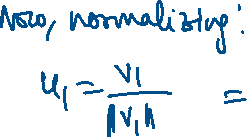 Now, normalizing:
u₁ = v₁ / ‖v₁‖ =